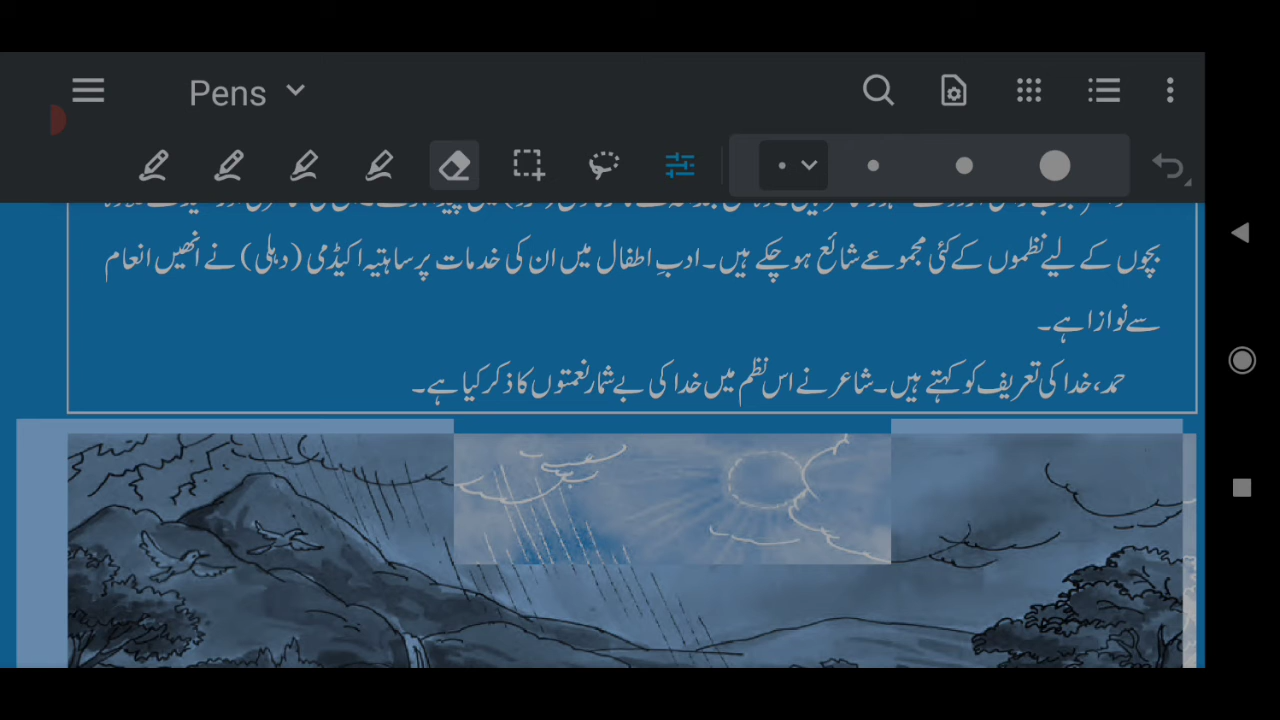 Pens
بچوں کے لیے نظموں کے کئی مجموعے شائع ہو چکے ہیں۔ ادبِ اطفال میں ان کی خدمات پر ساہتیہ اکیڈمی (دہلی) نے انھیں انعام
سے نوازا ہے۔
حمد، خدا کی تعریف کو کہتے ہیں۔ شاعر نے اس نظم میں خدا کی بے شمار نعمتوں کا ذکر کیا ہے۔